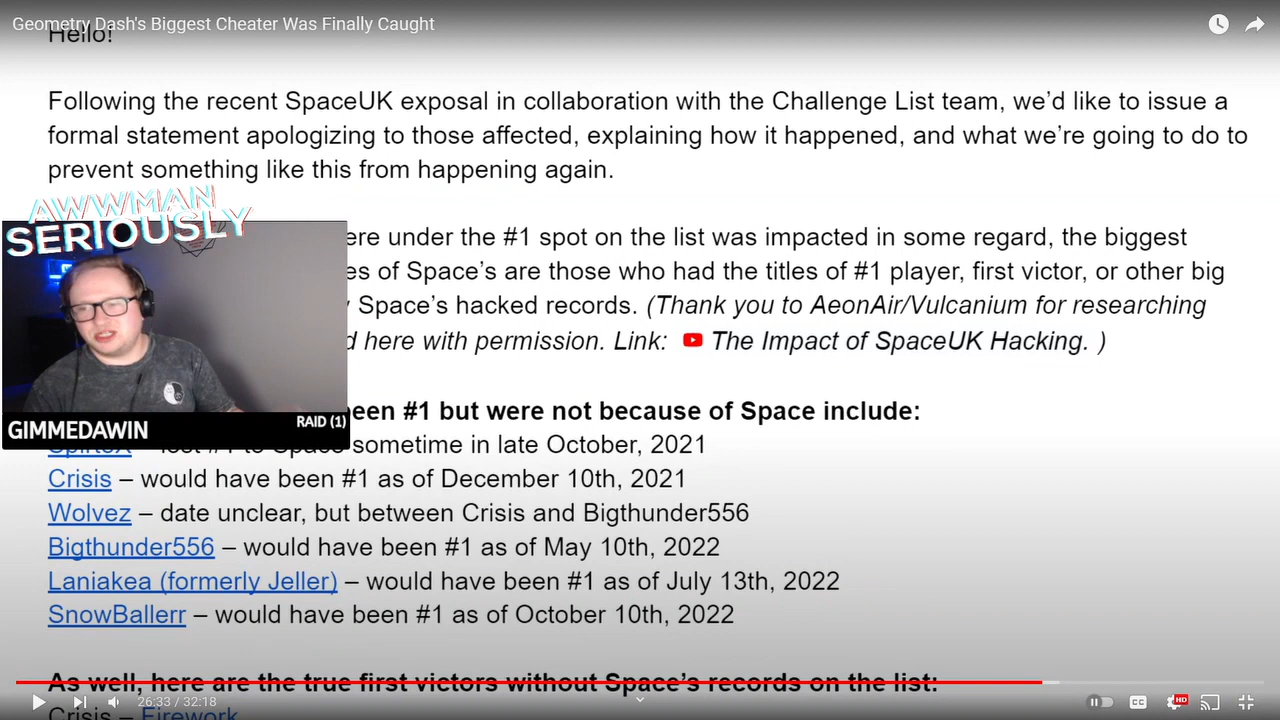 Geometry Dash's Biggest Cheater Was Finally Caught
Hello!
Following the recent SpaceUK exposal in collaboration with the Challenge List team, we'd like to issue a
formal statement apologizing to those affected, explaining how it happened, and what we're going to do to
prevent something like this from happening again.
AWWMAN
SERIOUSLY
ere under the #1 spot on the list was impacted in some regard, the biggest
es of Space's are those who had the titles of #1 player, first victor, or other big
Space's hacked records. (Thank you to AeonAir/Vulcanium for researching
d here with permission. Link: The Impact of SpaceUK Hacking. )
een #1 but were not because of Space include:
GIMMEDAWIN
RAID (1)
SpirteX – lost #1 to Space sometime in late October, 2021
Crisis – would have been #1 as of December 10th, 2021
Wolvez – date unclear, but between Crisis and Bigthunder556
Bigthunder556 – would have been #1 as of May 10th, 2022
Laniakea (formerly Jeller) – would have been #1 as of July 13th, 2022
SnowBallerr – would have been #1 as of October 10th, 2022
As well, here are the true first victors without Space's records on the list:
26:33 / 32:18
CC
HD
Crisis – Firework